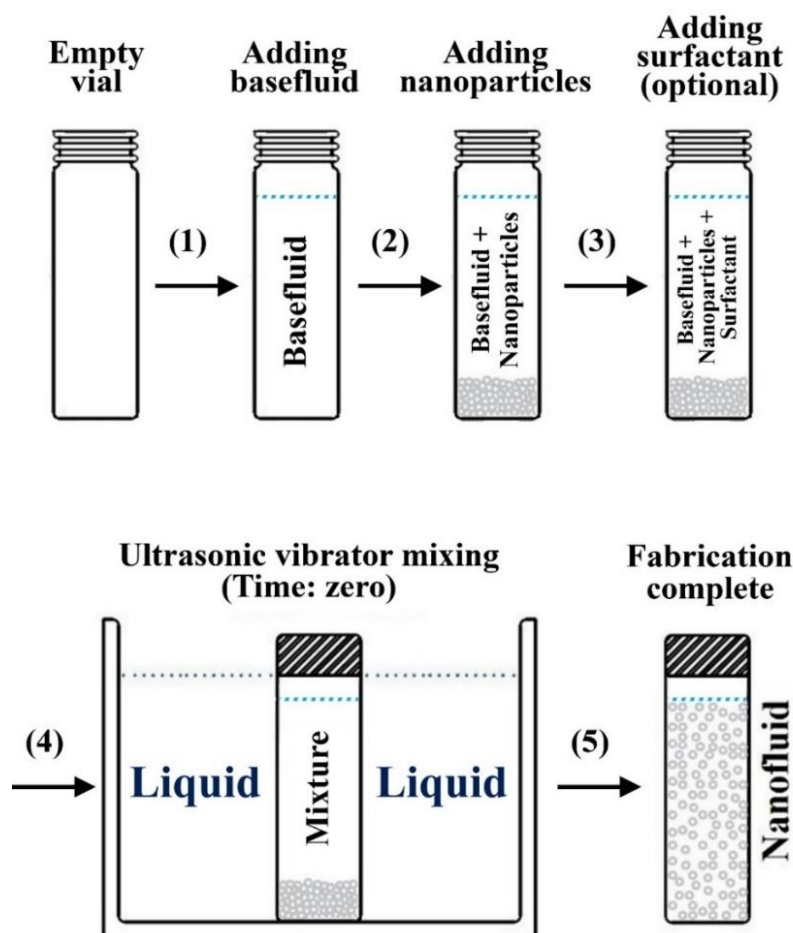 Empty
vial
Adding
basefluid
Adding
nanoparticles
Adding
surfactant
(optional)
(1)
(2)
(3)
Basefluid
Basefluid +
Nanoparticles
Basefluid +
Nanoparticles +
Surfactant
Ultrasonic vibrator mixing
(Time: zero)
Fabrication
complete
(4)
Liquid
Mixture
Liquid
(5)
Nanofluid